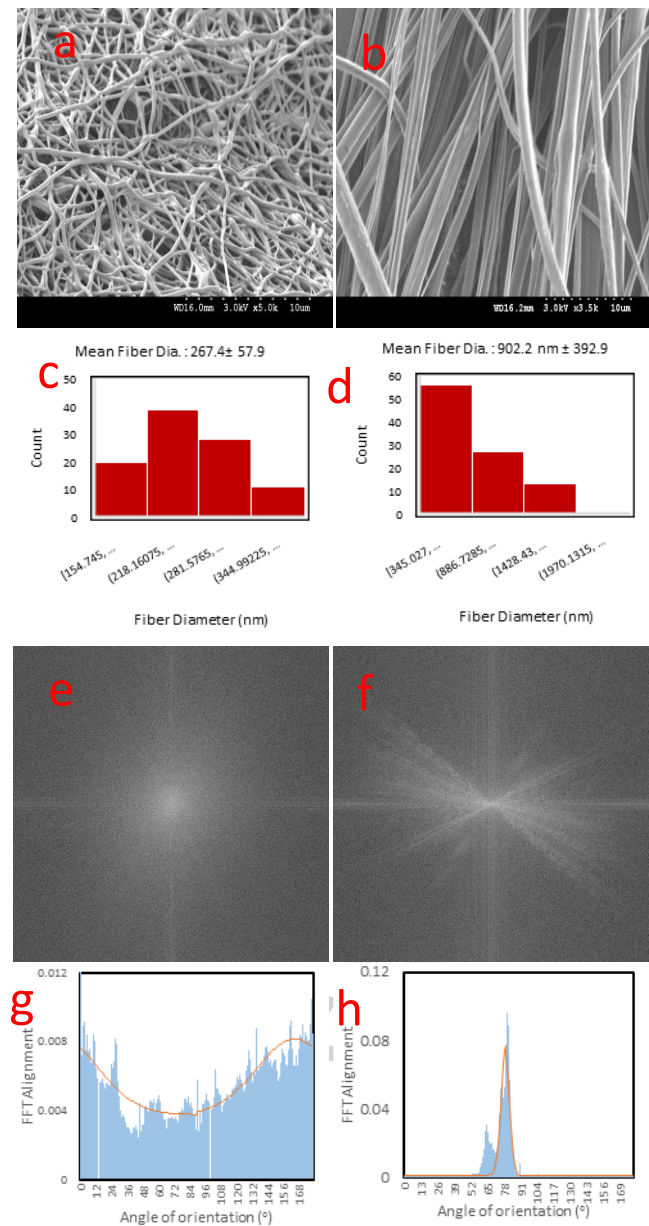 a
b
WD16.0mm 3.0kV x5.0k 10um
WD16.2mm 3.0kV x3.5k 10um
Mean Fiber Dia. : 267.4± 57.9
Mean Fiber Dia. : 902.2 nm ± 392.9
c
d
50
40
30
20
10
0
Count
[154.745, ...
(218.16075, ...
(281.5765, ...
(344.99225, ...
Fiber Diameter (nm)
60
50
40
30
20
10
0
Count
[345.027, ...
(886.7285, ...
(1428.43, ...
(1970.1315, ...
Fiber Diameter (nm)
e
f
g
0.012
0.008
0.004
0
FFT Alignment
0 12 24 36 48 60 72 84 96 108 120 132 144 156 168
Angle of orientation (°)
h
0.12
0.08
0.04
0
FFT Alignment
0 13 26 39 52 65 78 91 104 117 130 143 156 169
Angle of orientation (°)